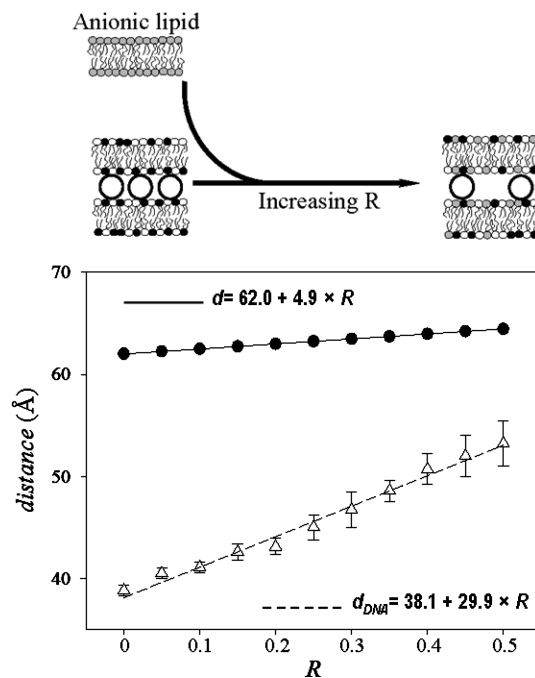 Anionic lipid
Increasing R
70
d= 62.0 + 4.9 × R
60
distance (Å)
50
40
d_DNA= 38.1 + 29.9 × R
0 0.1 0.2 0.3 0.4 0.5
R